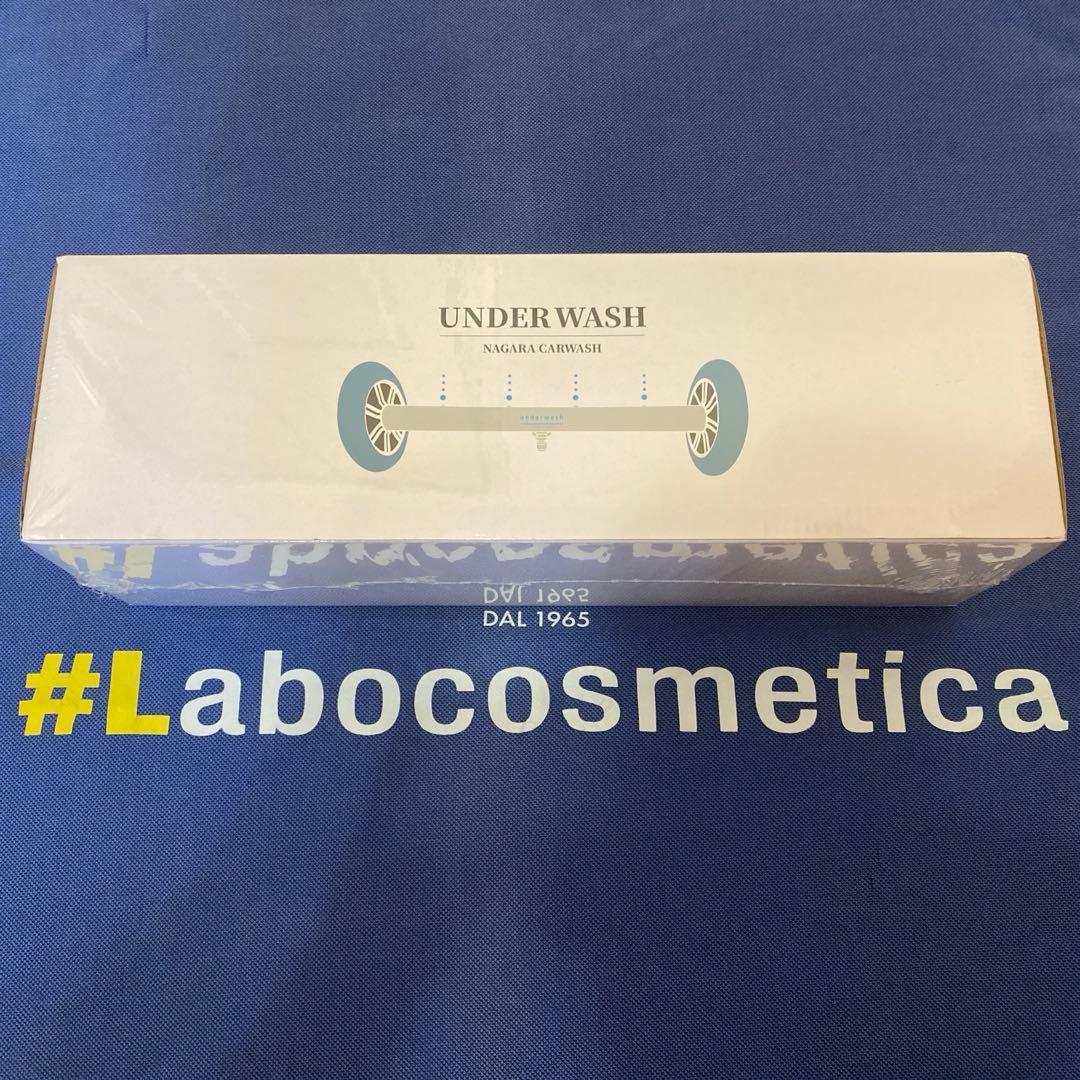 UNDER WASH
NAGARA CARWASH
underwash
DAL 1965
#Labocosmetica